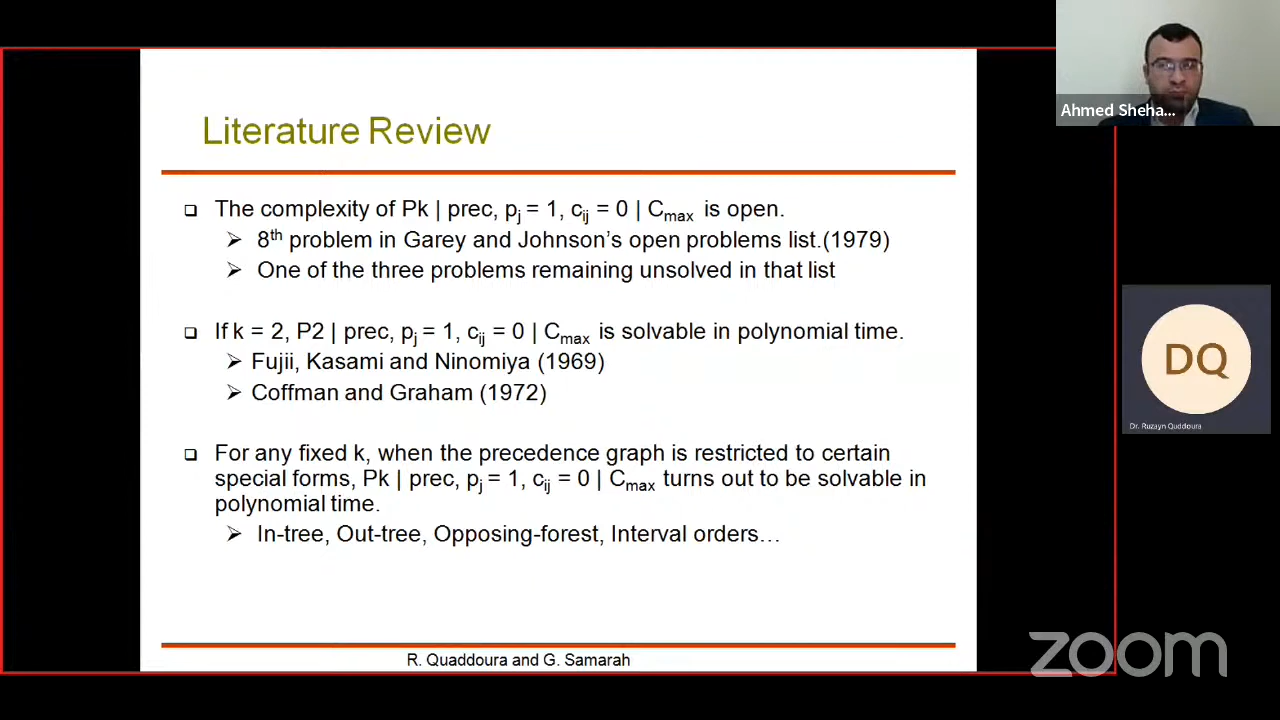 Literature Review
❑ The complexity of Pk | prec, pj = 1, cij = 0 | Cmax is open.
➢ 8th problem in Garey and Johnson's open problems list.(1979)
➢ One of the three problems remaining unsolved in that list
❑ If k = 2, P2 | prec, pj = 1, cij = 0 | Cmax is solvable in polynomial time.
➢ Fujii, Kasami and Ninomiya (1969)
➢ Coffman and Graham (1972)
❑ For any fixed k, when the precedence graph is restricted to certain
special forms, Pk | prec, pj = 1, cij = 0 | Cmax turns out to be solvable in
polynomial time.
➢ In-tree, Out-tree, Opposing-forest, Interval orders…
R. Quaddoura and G. Samarah
Ahmed Sheha...
DQ
Dr. Ruzayn Quddoura
zoom